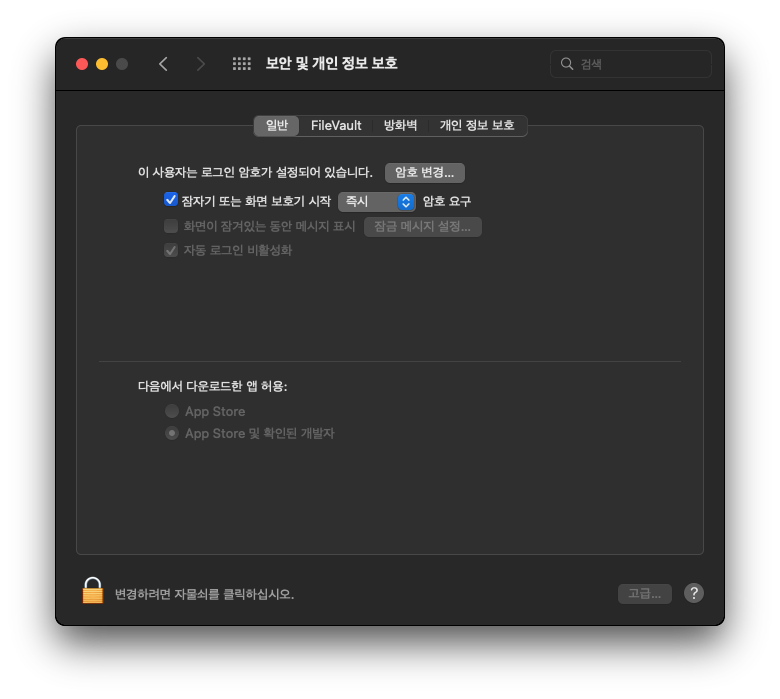 보안 및 개인 정보 보호
검색
일반 FileVault 방화벽 개인 정보 보호
이 사용자는 로그인 암호가 설정되어 있습니다. 암호 변경...
잠자기 또는 화면 보호기 시작 즉시 암호 요구
화면이 잠겨있는 동안 메시지 표시 잠금 메시지 설정...
자동 로그인 비활성화
다음에서 다운로드한 앱 허용:
App Store
App Store 및 확인된 개발자
변경하려면 자물쇠를 클릭하십시오.
고급...
?